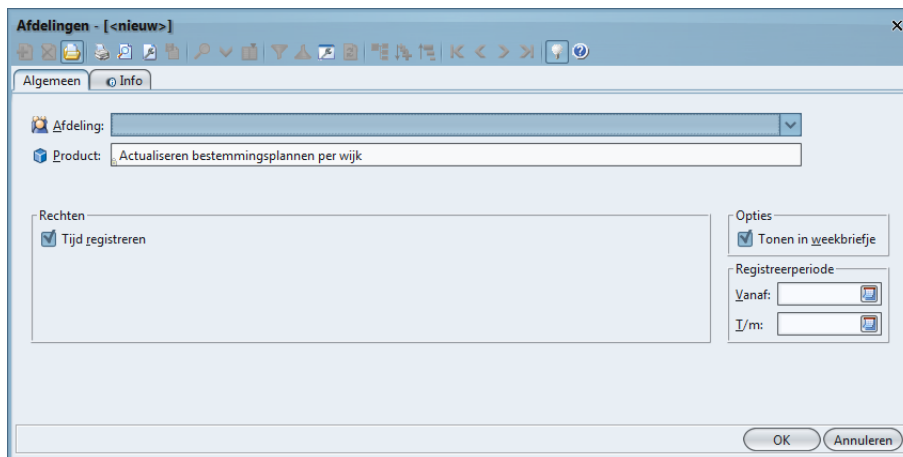 Afdelingen - [<nieuw>]
Algemeen
Info
Afdeling:
Product: Actualiseren bestemmingsplannen per wijk
Rechten
Tijd registreren
Opties
Tonen in weekbriefje
Registreerperiode
Vanaf:
T/m:
OK
Annuleren